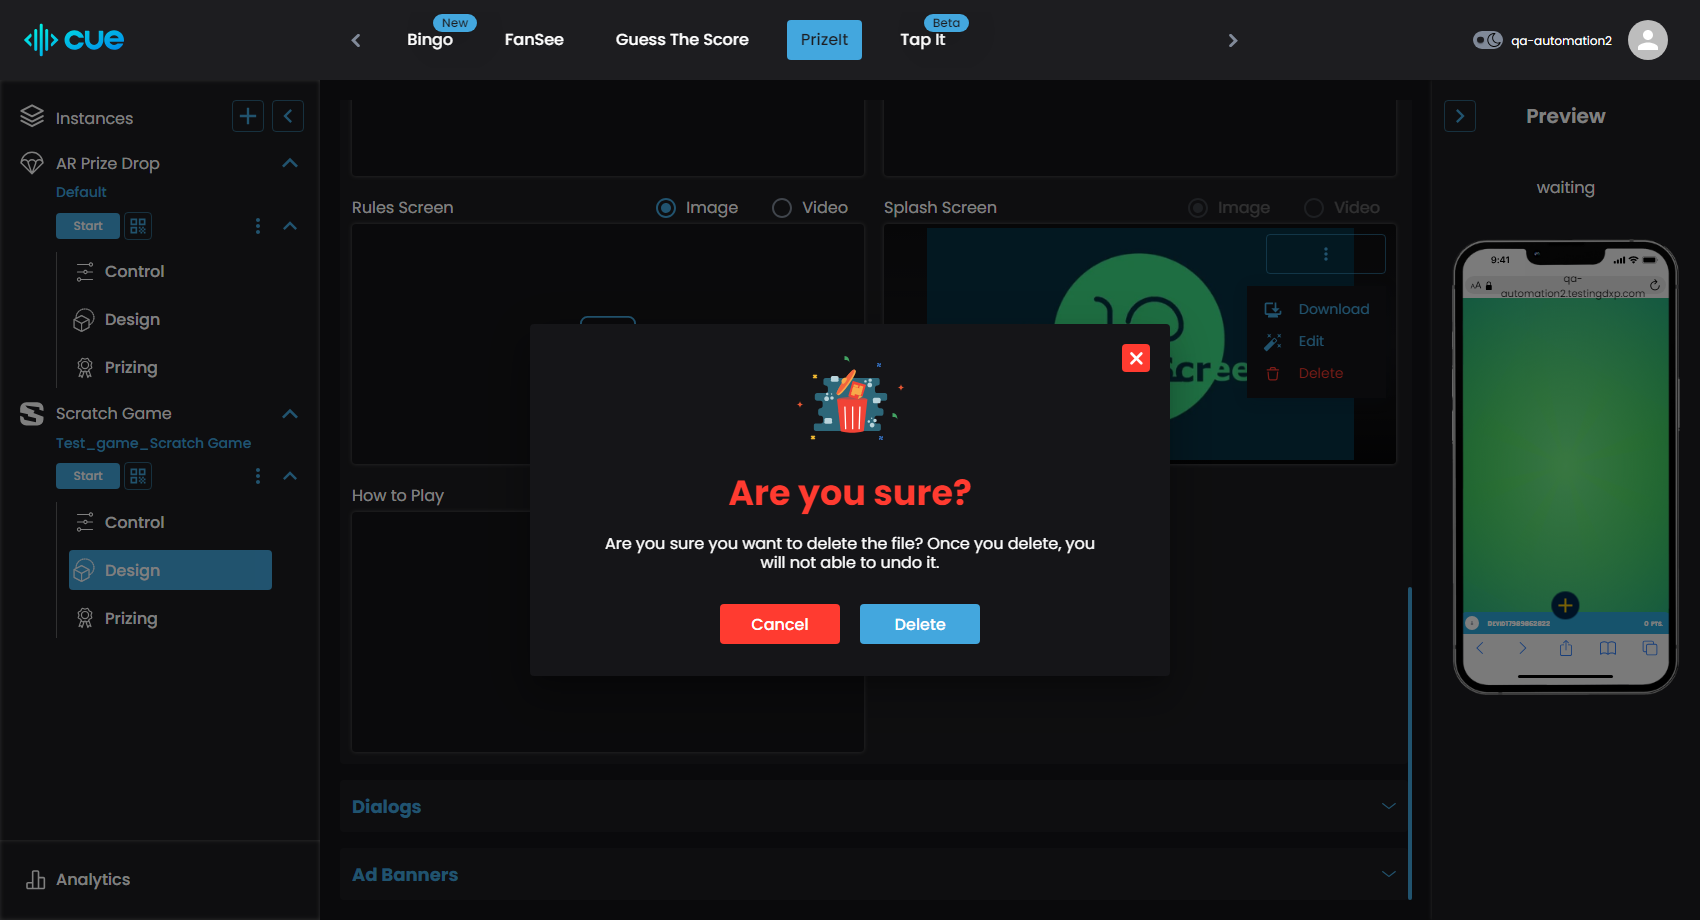 cue
Bingo
New
FanSee
Guess The Score
PrizeIt
Tap It
Beta
qa-automation2
Instances
AR Prize Drop
Default
Start
Control
Design
Prizing
Scratch Game
Test_game_Scratch Game
Start
Control
Design
Prizing
Analytics
Rules Screen
Image
Video
Splash Screen
Image
Video
Download
Edit
Delete
How to Play
Are you sure?
Are you sure you want to delete the file? Once you delete, you
will not able to undo it.
Cancel
Delete
Dialogs
Ad Banners
Preview
waiting
9:41
AA
qa-
automation2.testingdxp.com
0 PTS.